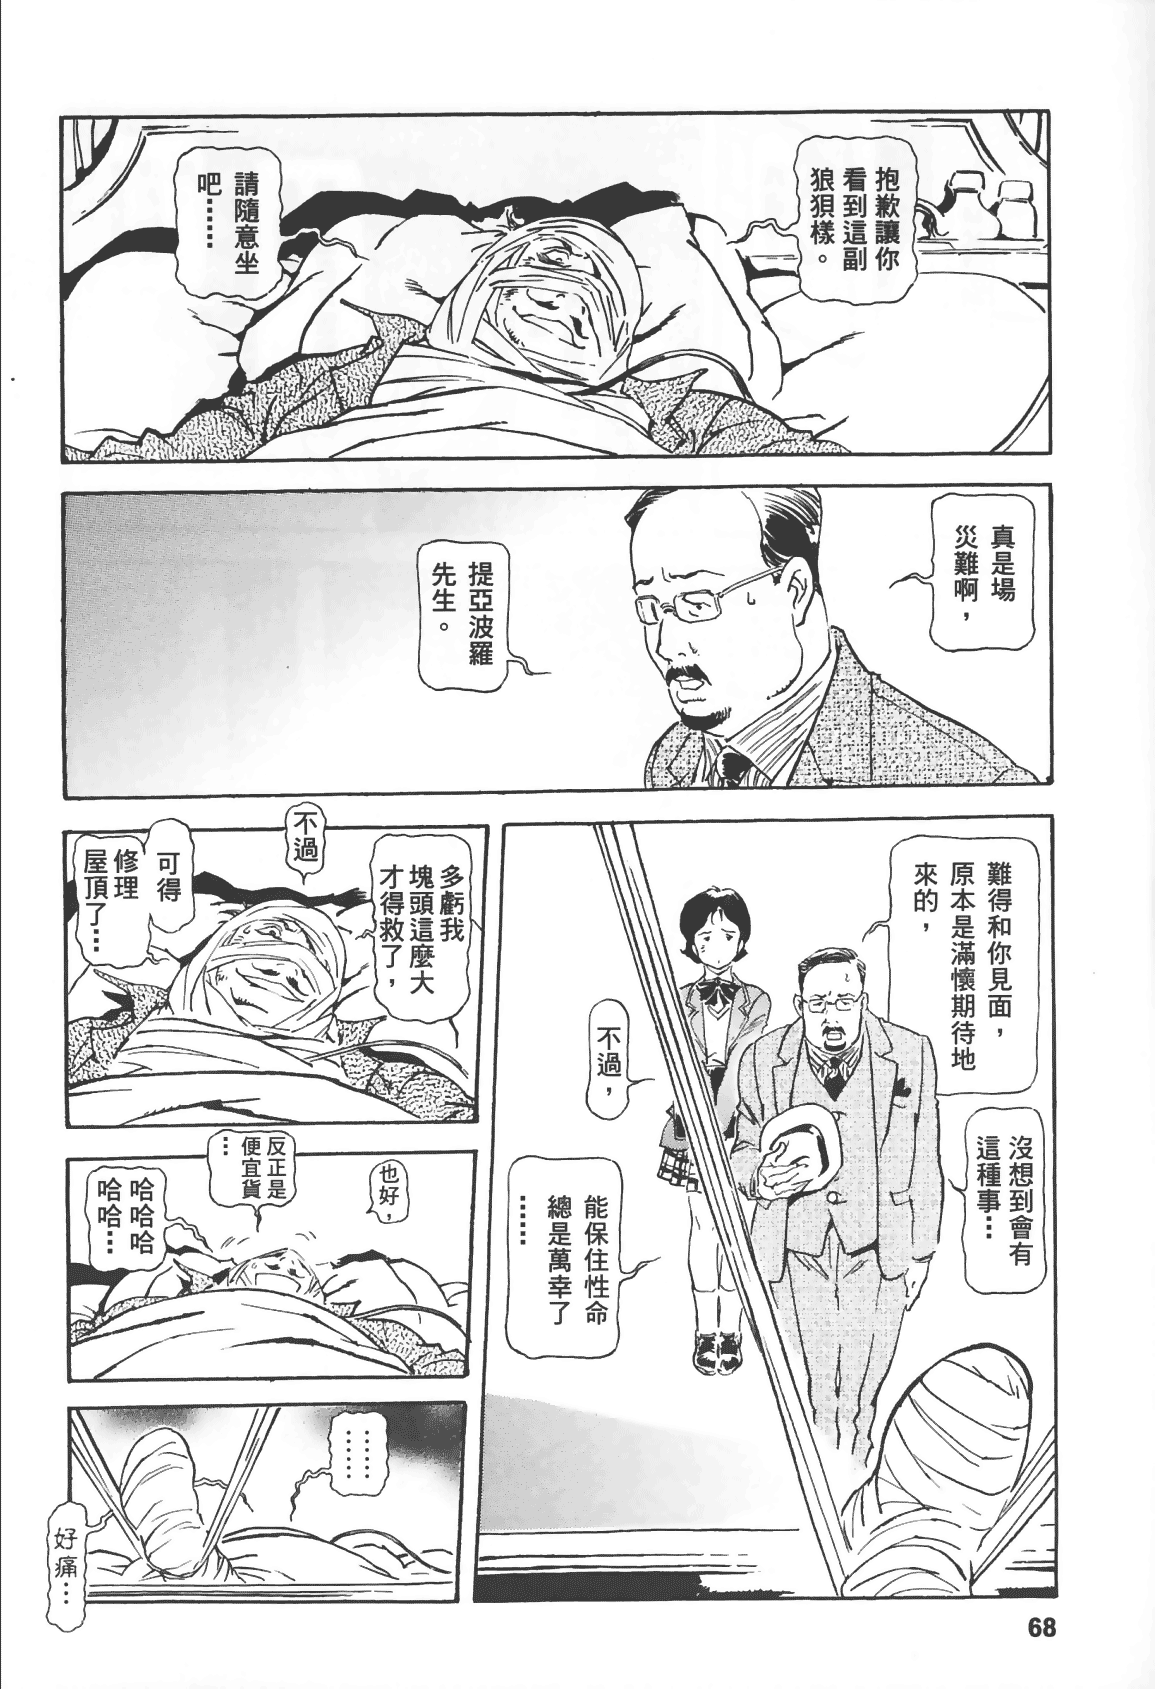 抱歉讓你
看到這副
狼狽樣。
請隨意坐
吧……
真是場
災難啊，
提亞波羅
先生。
難得和你見面，
原本是滿懷期待地
來的，
沒想到會有
這種事…
不過，
能保住性命
總是萬幸了
……
多虧我
塊頭這麼大
才得救了，
不過
可得
修理
屋頂了…
也好，
反正是
便宜貨
…
哈哈哈
哈哈…
……
好痛…
68